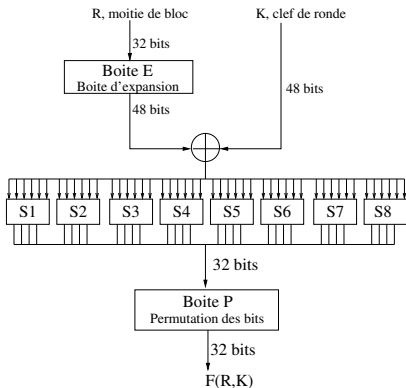 R, moitie de bloc
K, clef de ronde
32 bits
Boite E
Boite d'expansion
48 bits
48 bits
S1 S2 S3 S4 S5 S6 S7 S8
32 bits
Boite P
Permutation des bits
32 bits
F(R,K)